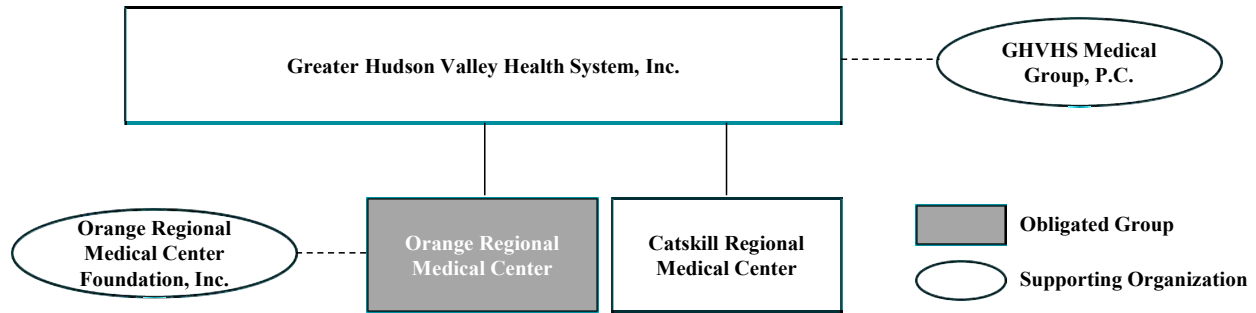 Greater Hudson Valley Health System, Inc.
GHVHS Medical
Group, P.C.
Orange Regional
Medical Center
Foundation, Inc.
Orange Regional
Medical Center
Catskill Regional
Medical Center
Obligated Group
Supporting Organization